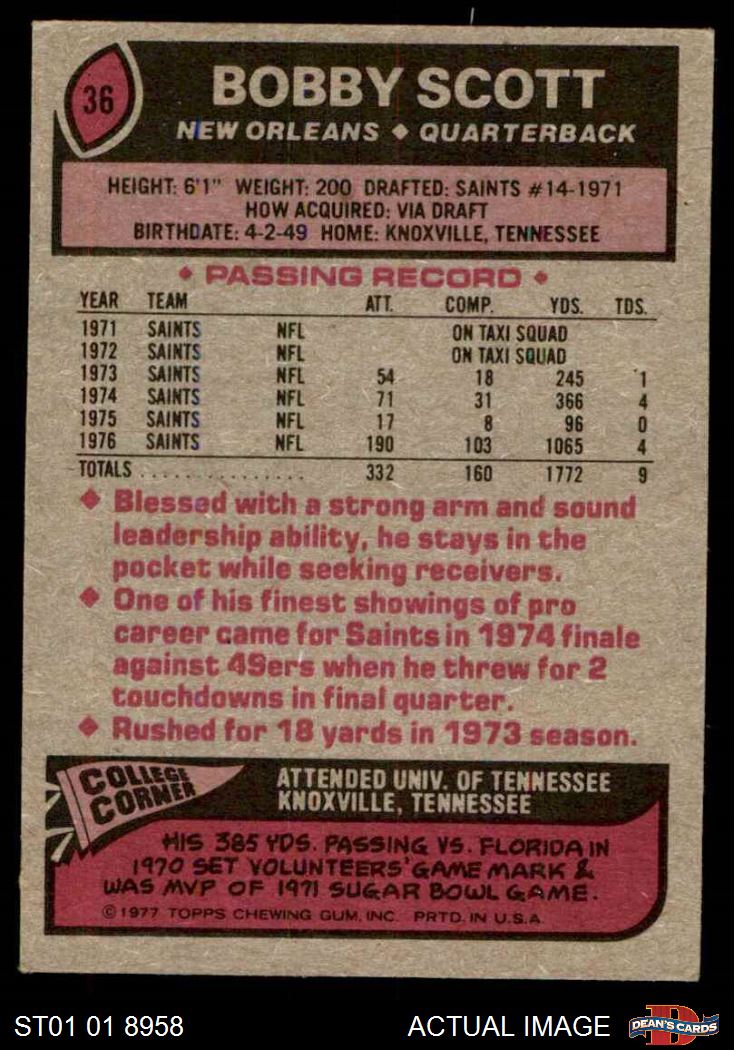 36
BOBBY SCOTT
NEW ORLEANS ◆ QUARTERBACK
HEIGHT: 6'1" WEIGHT: 200 DRAFTED: SAINTS #14-1971
HOW ACQUIRED: VIA DRAFT
BIRTHDATE: 4-2-49 HOME: KNOXVILLE, TENNESSEE
◆ PASSING RECORD ◆
YEAR TEAM ATT. COMP. YDS. TDS.
1971 SAINTS NFL ON TAXI SQUAD
1972 SAINTS NFL ON TAXI SQUAD
1973 SAINTS NFL 54 18 245 1
1974 SAINTS NFL 71 31 366 4
1975 SAINTS NFL 17 8 96 0
1976 SAINTS NFL 190 103 1065 4
TOTALS ................ 332 160 1772 9
◆ Blessed with a strong arm and sound
leadership ability, he stays in the
pocket while seeking receivers.
◆ One of his finest showings of pro
career came for Saints in 1974 finale
against 49ers when he threw for 2
touchdowns in final quarter.
◆ Rushed for 18 yards in 1973 season.
COLLEGE
CORNER
ATTENDED UNIV. OF TENNESSEE
KNOXVILLE, TENNESSEE
HIS 385 YDS. PASSING VS. FLORIDA IN
1970 SET VOLUNTEERS' GAME MARK &
WAS MVP OF 1971 SUGAR BOWL GAME.
© 1977 TOPPS CHEWING GUM, INC. PRTD. IN U.S.A.
ST01 01 8958
ACTUAL IMAGE
D
DEAN'S CARDS